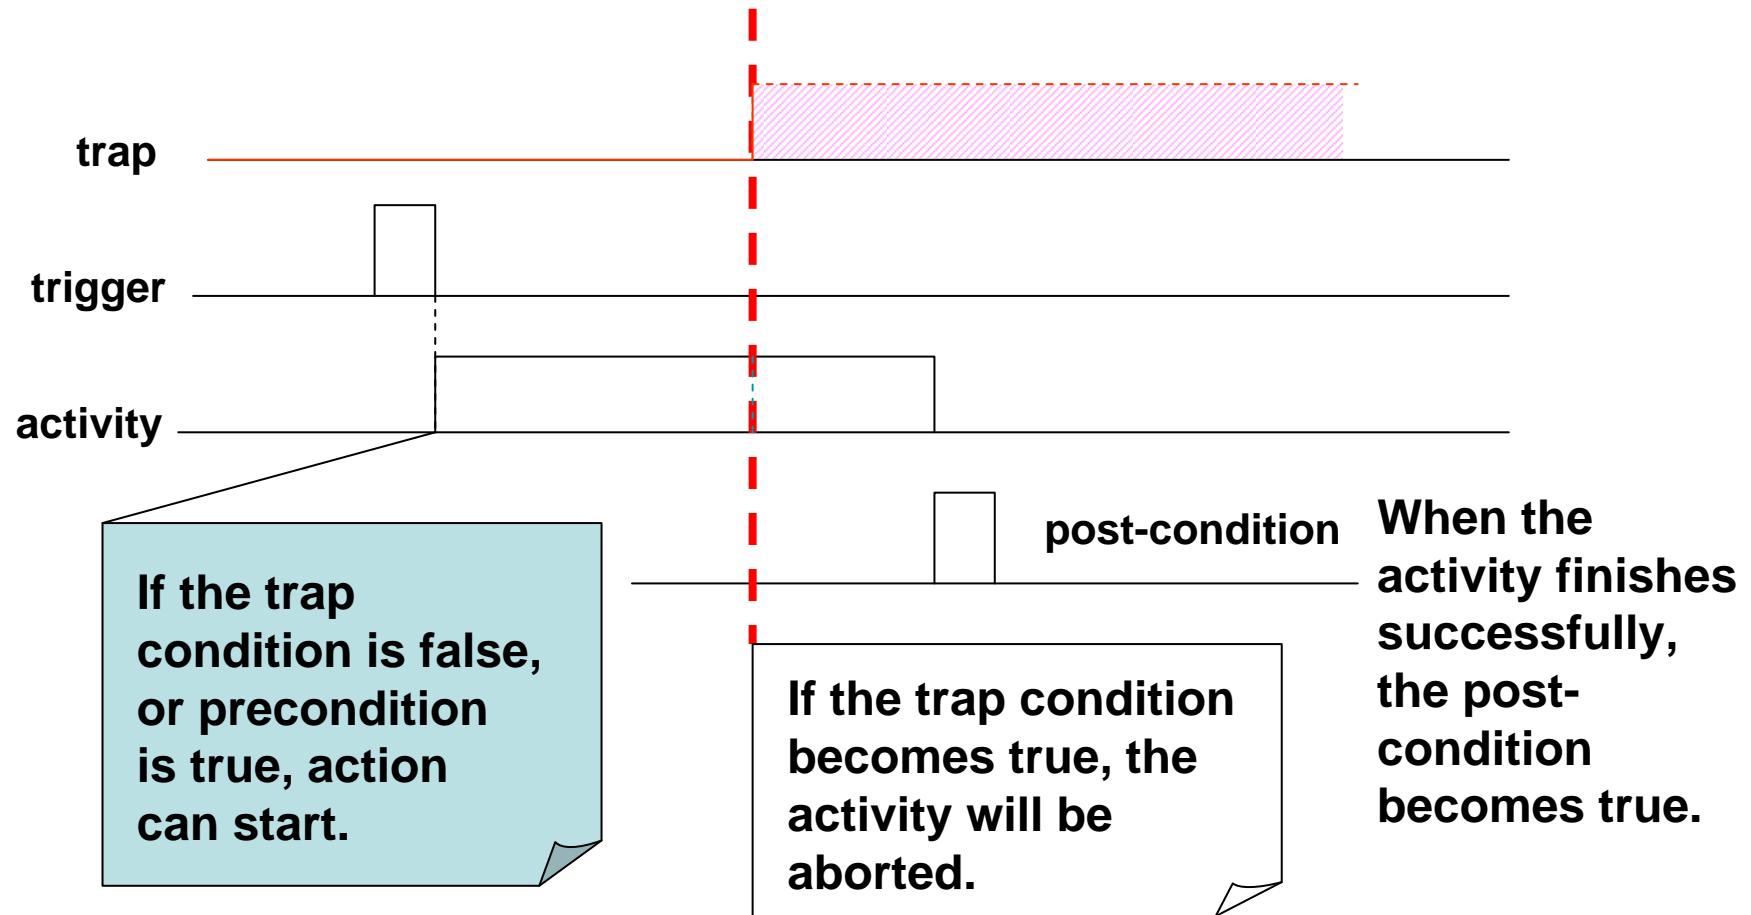 trap
trigger
activity
post-condition
If the trap
condition is false,
or precondition
is true, action
can start.
If the trap condition
becomes true, the
activity will be
aborted.
When the
activity finishes
successfully,
the post-
condition
becomes true.